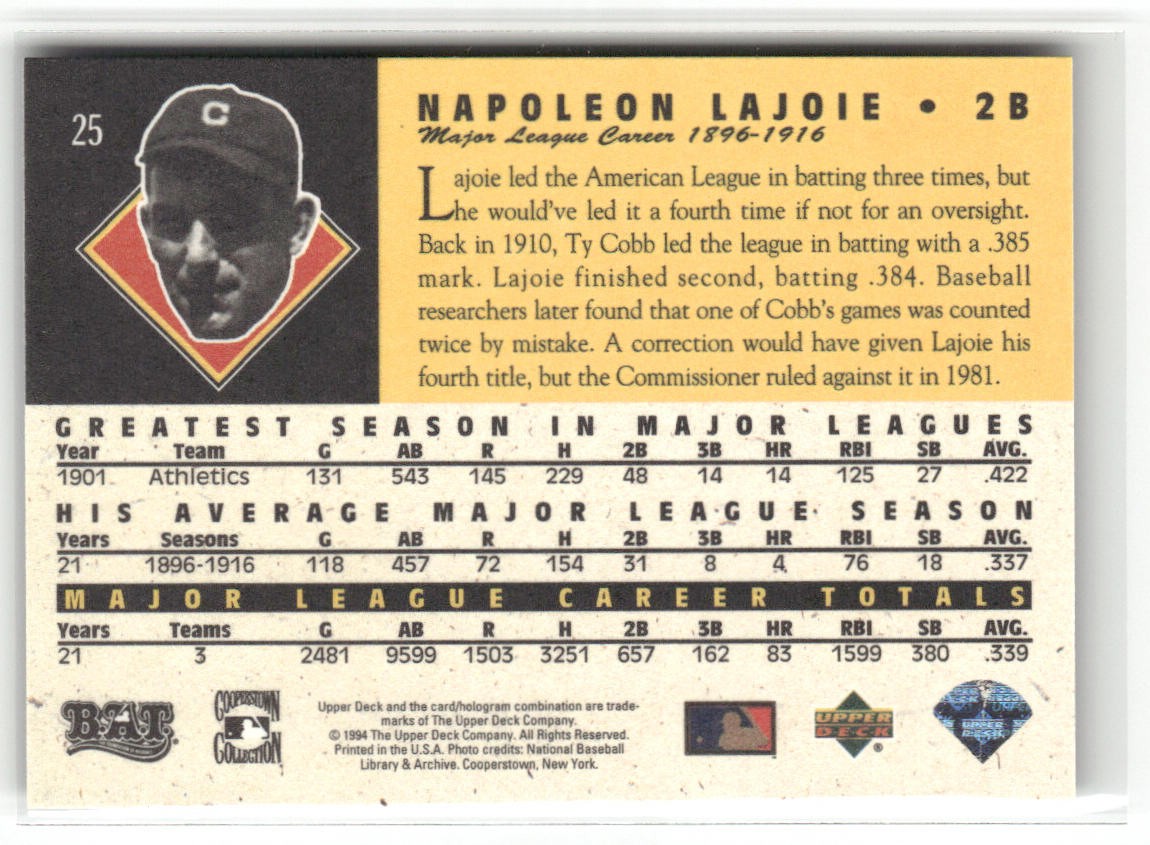 25
C
NAPOLEON LAJOIE • 2B
Major League Career 1896-1916
Lajoie led the American League in batting three times, but
he would've led it a fourth time if not for an oversight.
Back in 1910, Ty Cobb led the league in batting with a .385
mark. Lajoie finished second, batting .384. Baseball
researchers later found that one of Cobb's games was counted
twice by mistake. A correction would have given Lajoie his
fourth title, but the Commissioner ruled against it in 1981.
GREATEST SEASON IN MAJOR LEAGUES
Year Team G AB R H 2B 3B HR RBI SB AVG.
1901 Athletics 131 543 145 229 48 14 14 125 27 .422
HIS AVERAGE MAJOR LEAGUE SEASON
Years Seasons G AB R H 2B 3B HR RBI SB AVG.
21 1896-1916 118 457 72 154 31 8 4 76 18 .337
MAJOR LEAGUE CAREER TOTALS
Years Teams G AB R H 2B 3B HR RBI SB AVG.
21 3 2481 9599 1503 3251 657 162 83 1599 380 .339
B.A.T.
COOPERSTOWN
COLLECTION
Upper Deck and the card/hologram combination are trade-
marks of The Upper Deck Company.
© 1994 The Upper Deck Company. All Rights Reserved.
Printed in the U.S.A. Photo credits: National Baseball
Library & Archive. Cooperstown, New York.
UPPER
DECK
®
UPPER
DECK